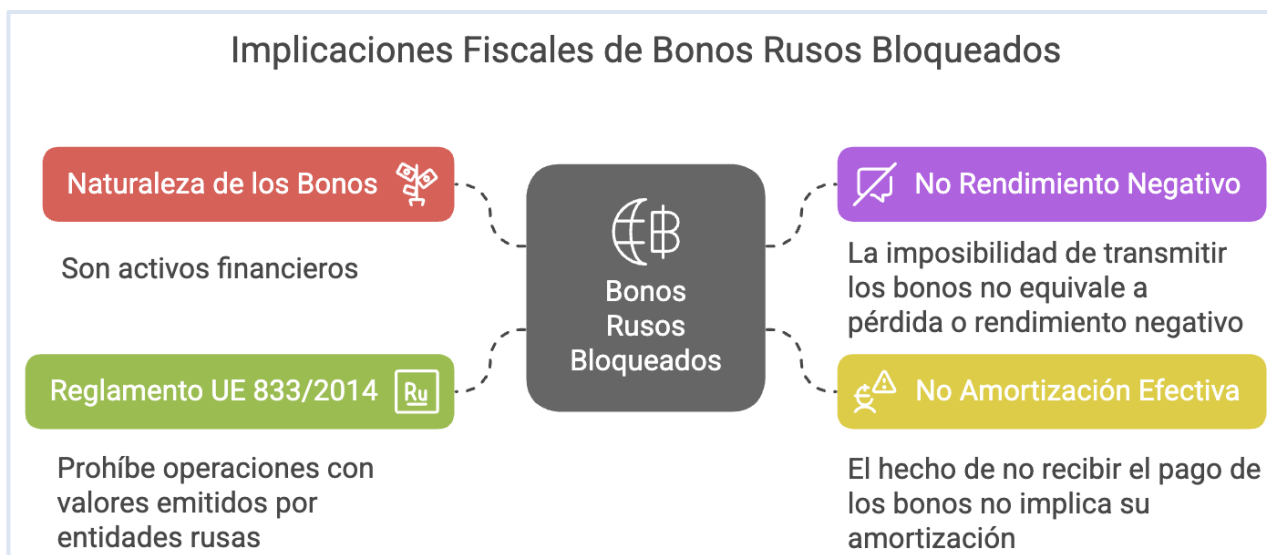 Implicaciones Fiscales de Bonos Rusos Bloqueados
Naturaleza de los Bonos
Son activos financieros
Reglamento UE 833/2014
Ru
Prohíbe operaciones con
valores emitidos por
entidades rusas
Bonos
Rusos
Bloqueados
No Rendimiento Negativo
La imposibilidad de transmitir
los bonos no equivale a
pérdida o rendimiento negativo
No Amortización Efectiva
El hecho de no recibir el pago de
los bonos no implica su
amortización